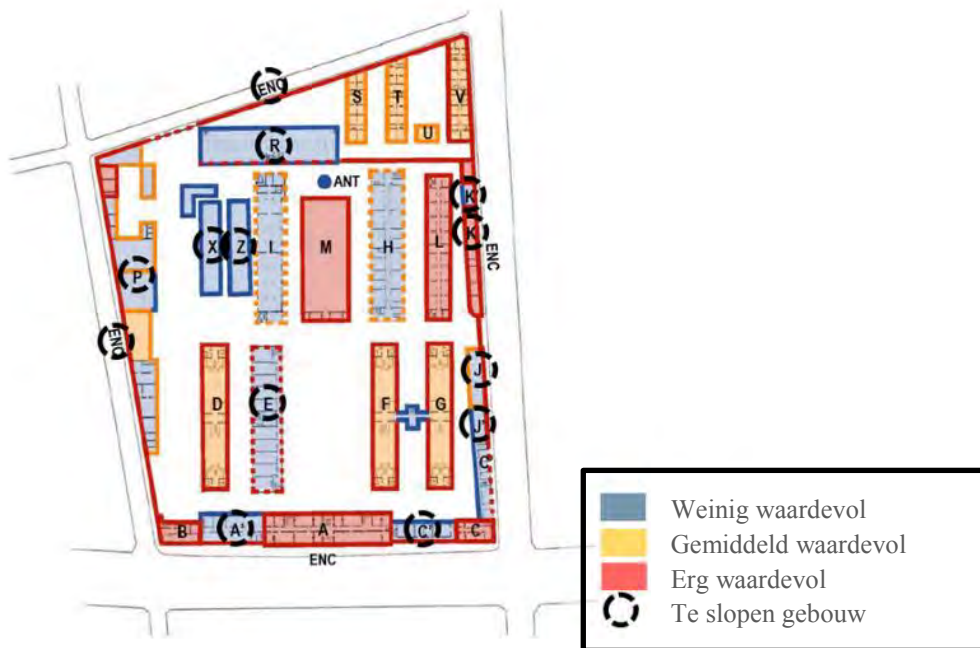 ENC
S
T
V
U
R
ANT
K
X
Z
I
M
H
L
K'
ENC
P
ENC
D
E
F
G
J
J'
C
B
A'
A
C'
C
ENC
Weinig waardevol
Gemiddeld waardevol
Erg waardevol
Te slopen gebouw